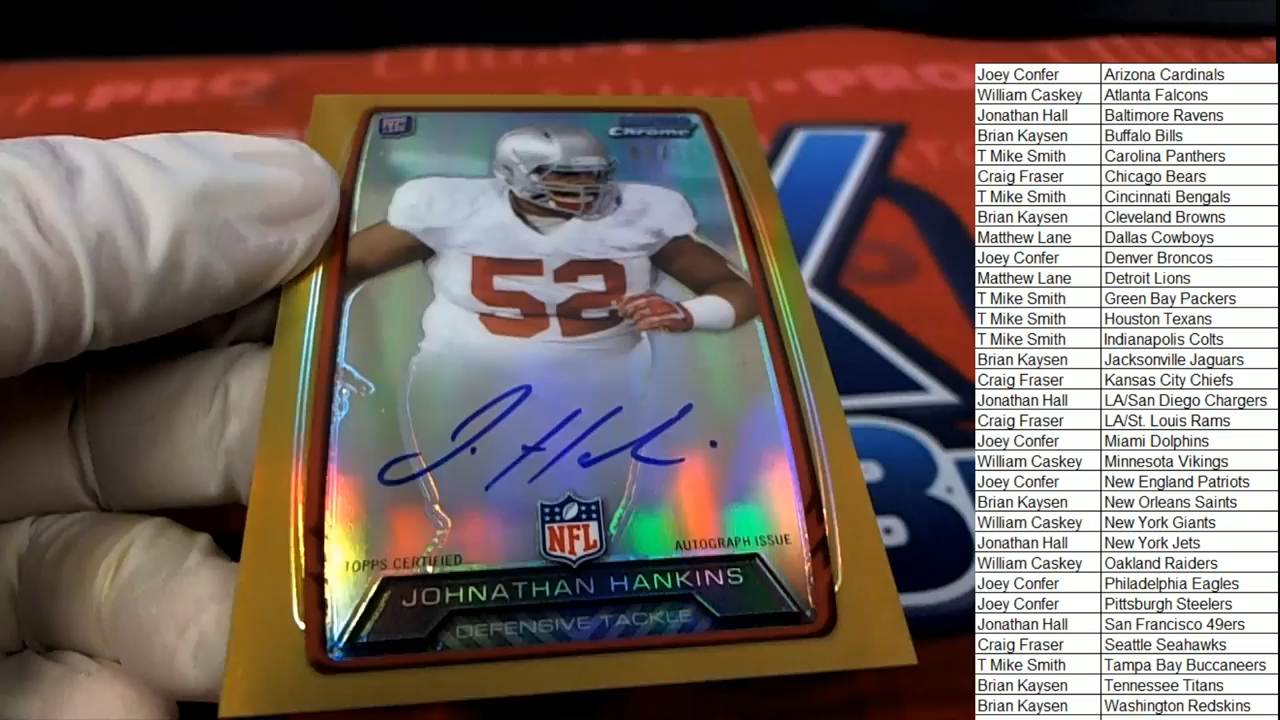 RC
Chrome
52
J. Hankins
NFL
TOPPS CERTIFIED
AUTOGRAPH ISSUE
JOHNATHAN HANKINS
DEFENSIVE TACKLE
PRO
Joey Confer Arizona Cardinals
William Caskey Atlanta Falcons
Jonathan Hall Baltimore Ravens
Brian Kaysen Buffalo Bills
T Mike Smith Carolina Panthers
Craig Fraser Chicago Bears
T Mike Smith Cincinnati Bengals
Brian Kaysen Cleveland Browns
Matthew Lane Dallas Cowboys
Joey Confer Denver Broncos
Matthew Lane Detroit Lions
T Mike Smith Green Bay Packers
T Mike Smith Houston Texans
T Mike Smith Indianapolis Colts
Brian Kaysen Jacksonville Jaguars
Craig Fraser Kansas City Chiefs
Jonathan Hall LA/San Diego Chargers
Craig Fraser LA/St. Louis Rams
Joey Confer Miami Dolphins
William Caskey Minnesota Vikings
Joey Confer New England Patriots
Brian Kaysen New Orleans Saints
William Caskey New York Giants
Jonathan Hall New York Jets
William Caskey Oakland Raiders
Joey Confer Philadelphia Eagles
Joey Confer Pittsburgh Steelers
Jonathan Hall San Francisco 49ers
Craig Fraser Seattle Seahawks
T Mike Smith Tampa Bay Buccaneers
Brian Kaysen Tennessee Titans
Brian Kaysen Washington Redskins